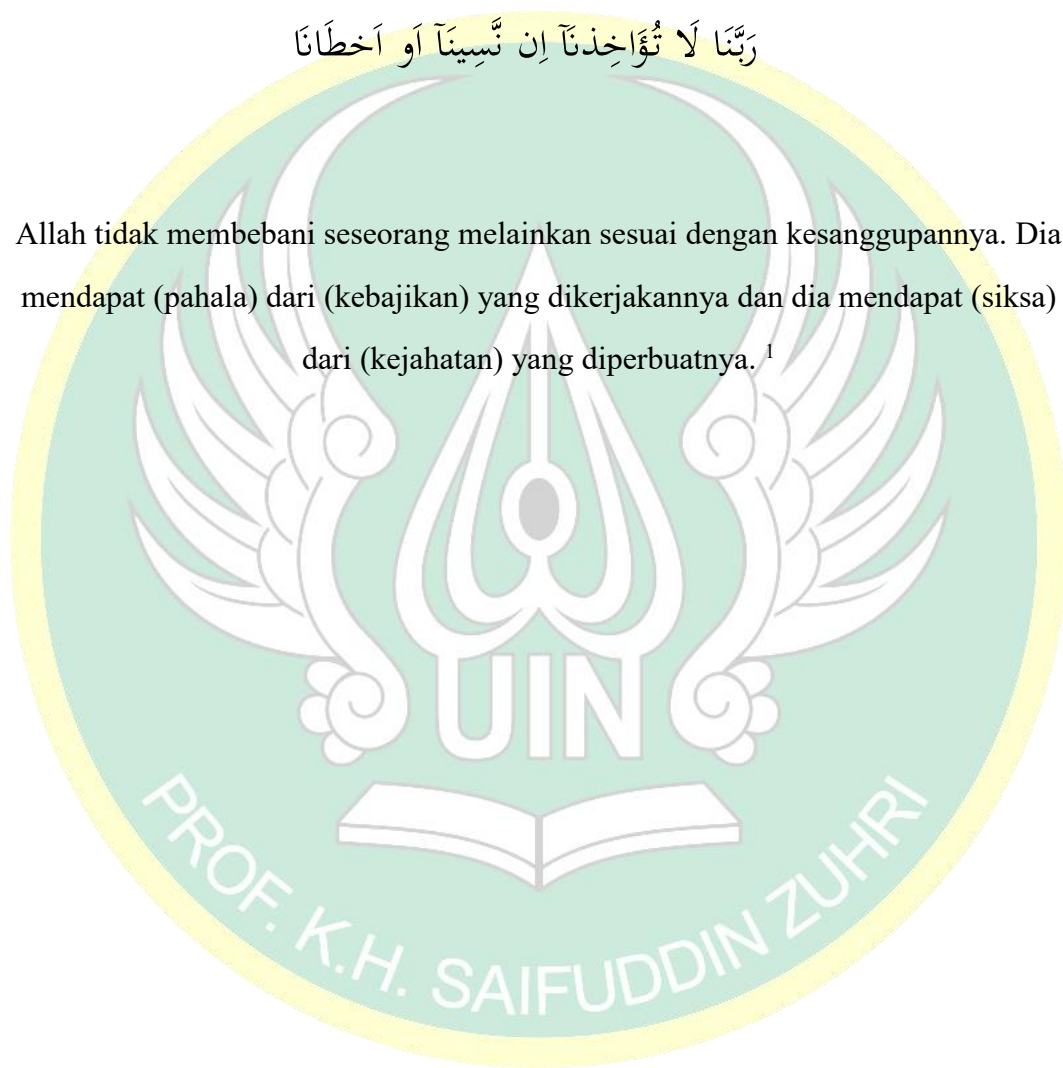 رَبَّنَا لَا تُؤَاخِذنَآ اِن نَّسِينَآ اَو اَخطَانَا
Allah tidak membebani seseorang melainkan sesuai dengan kesanggupannya. Dia
mendapat (pahala) dari (kebajikan) yang dikerjakannya dan dia mendapat (siksa)
dari (kejahatan) yang diperbuatnya. 1
UIN
PROF. K.H. SAIFUDDIN ZUHRI